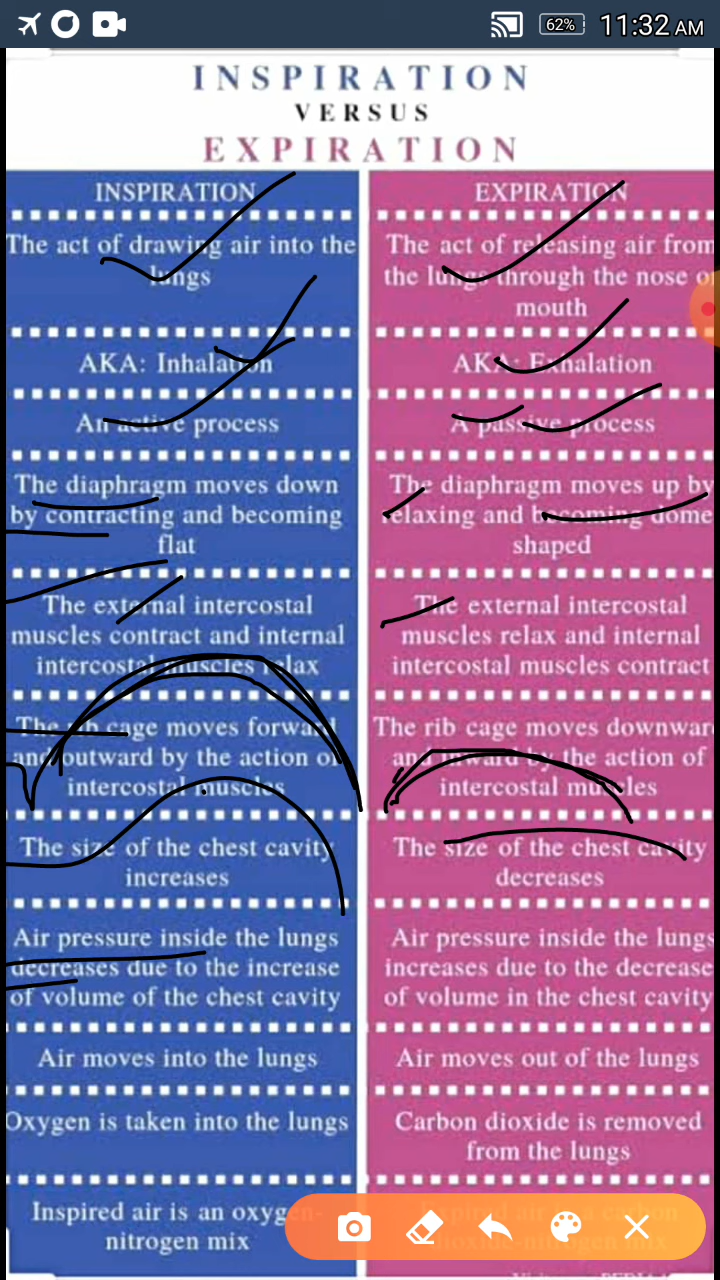 62%
11:32 AM
INSPIRATION
VERSUS
EXPIRATION
INSPIRATION
The act of drawing air into the
lungs
AKA: Inhalation
An active process
The diaphragm moves down
by contracting and becoming
flat
The external intercostal
muscles contract and internal
intercostal muscles relax
The rib cage moves forward
and outward by the action of
intercostal muscles
The size of the chest cavity
increases
Air pressure inside the lungs
decreases due to the increase
of volume of the chest cavity
Air moves into the lungs
Oxygen is taken into the lungs
Inspired air is an oxygen-
nitrogen mix
EXPIRATION
The act of releasing air from
the lungs through the nose or
mouth
AKA: Exhalation
A passive process
The diaphragm moves up by
relaxing and becoming dome
shaped
The external intercostal
muscles relax and internal
intercostal muscles contract
The rib cage moves downward
and inward by the action of
intercostal muscles
The size of the chest cavity
decreases
Air pressure inside the lungs
increases due to the decrease
of volume in the chest cavity
Air moves out of the lungs
Carbon dioxide is removed
from the lungs